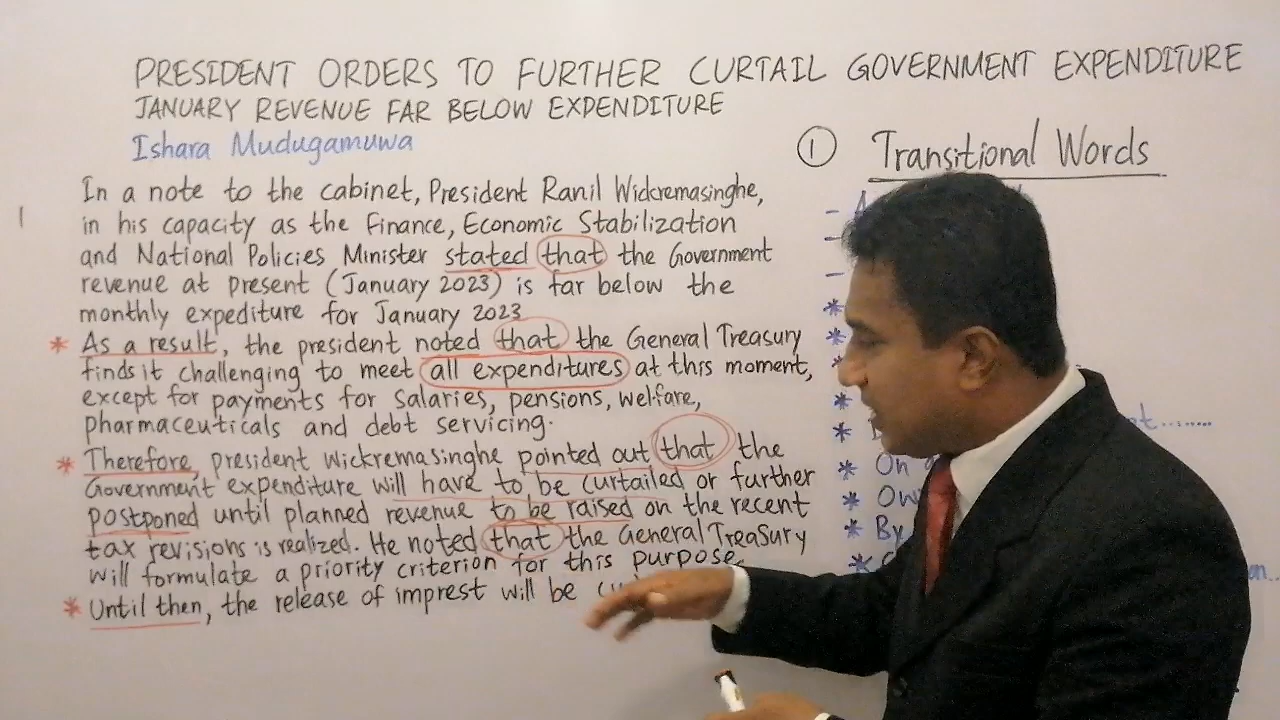 PRESIDENT ORDERS TO FURTHER CURTAIL GOVERNMENT EXPENDITURE
JANUARY REVENUE FAR BELOW EXPENDITURE
Ishara Mudugamuwa
In a note to the cabinet, President Ranil Wickremasinghe,
in his capacity as the Finance, Economic Stabilization
and National Policies Minister stated that the Government
revenue at present (January 2023) is far below the
monthly expediture for January 2023
* As a result, the president noted that the General Treasury
finds it challenging to meet all expenditures at this moment,
except for payments for salaries, pensions, welfare,
pharmaceuticals and debt servicing.
* Therefore, president Wickremasinghe pointed out that the
Government expenditure will have to be curtailed or further
postponed until planned revenue to be raised on the recent
tax revisions is realized. He noted that the General Treasury
will formulate a priority criterion for this purpose.
* Until then, the release of imprest will be
1
① Transitional Words
-
-
-
*
*
*
*
*
* On
*
* By
*